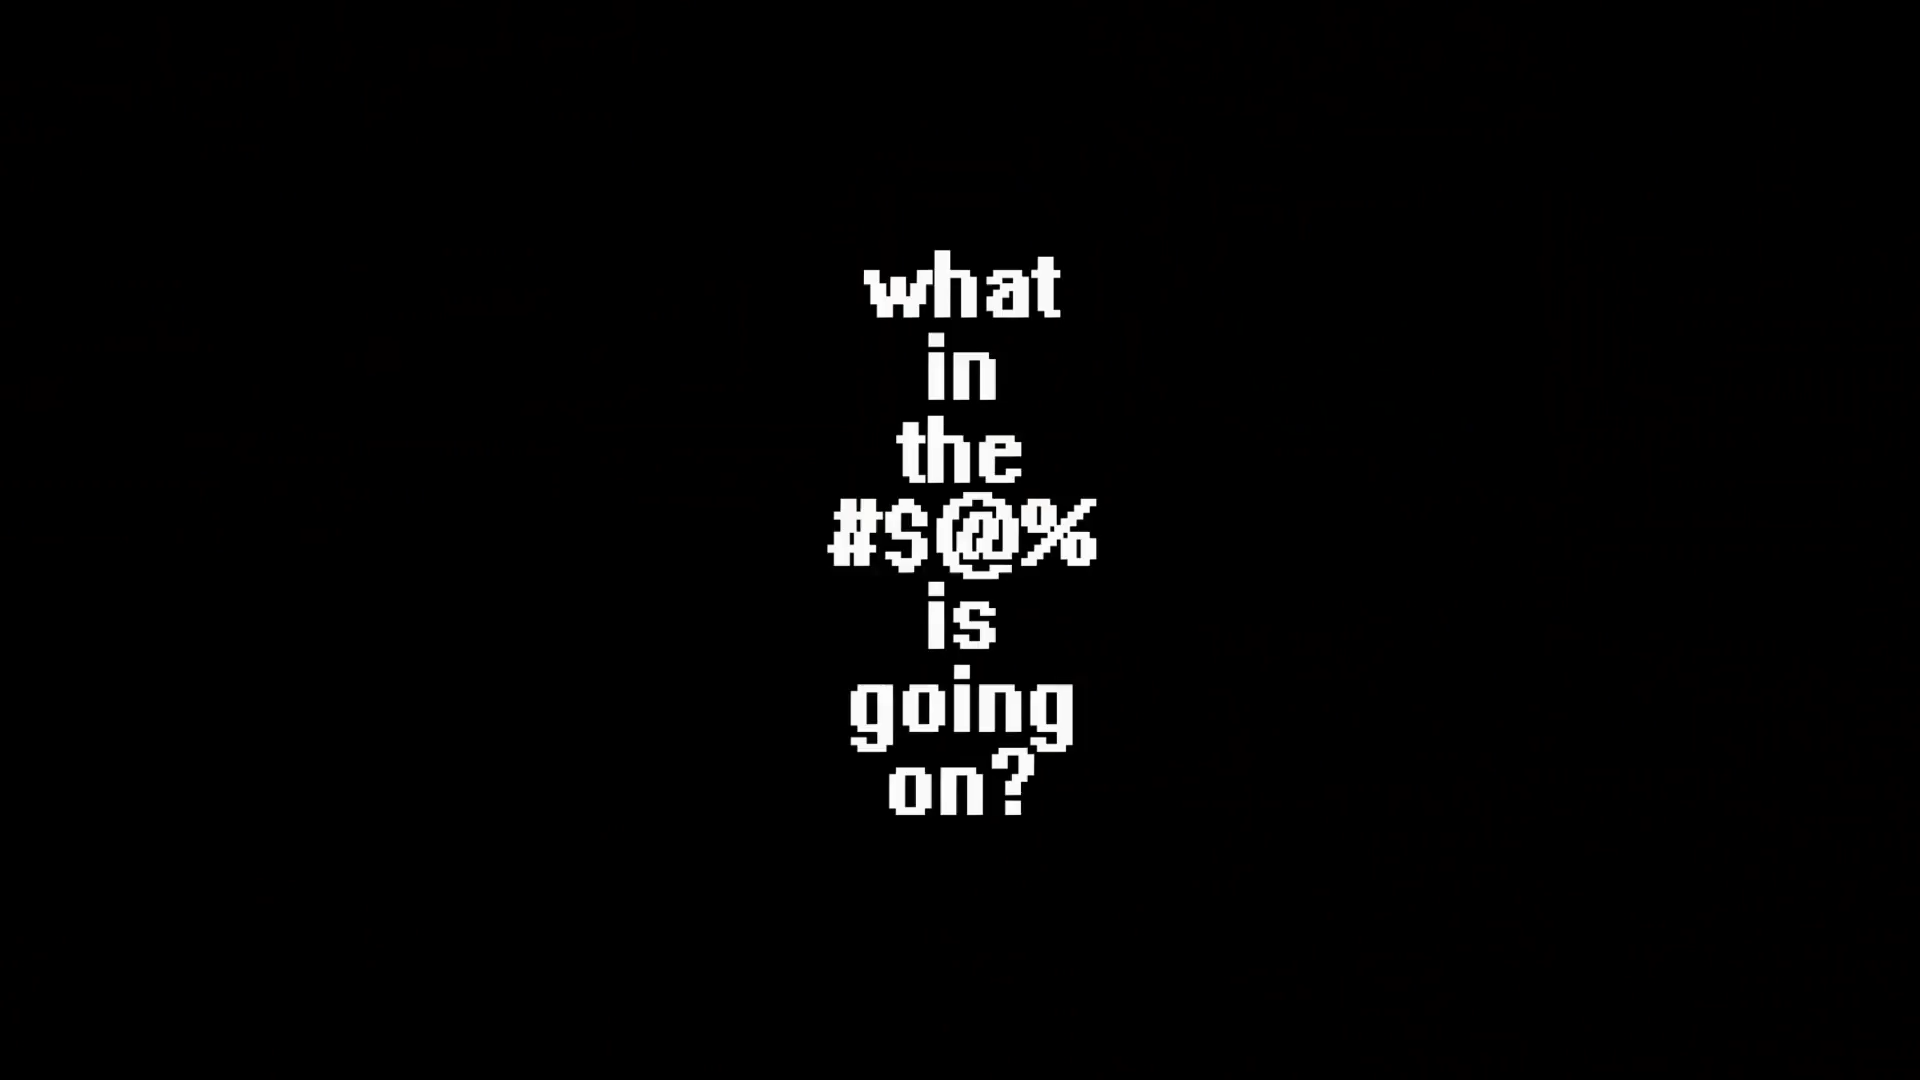 what
in
the
#$@%
is
going
on?